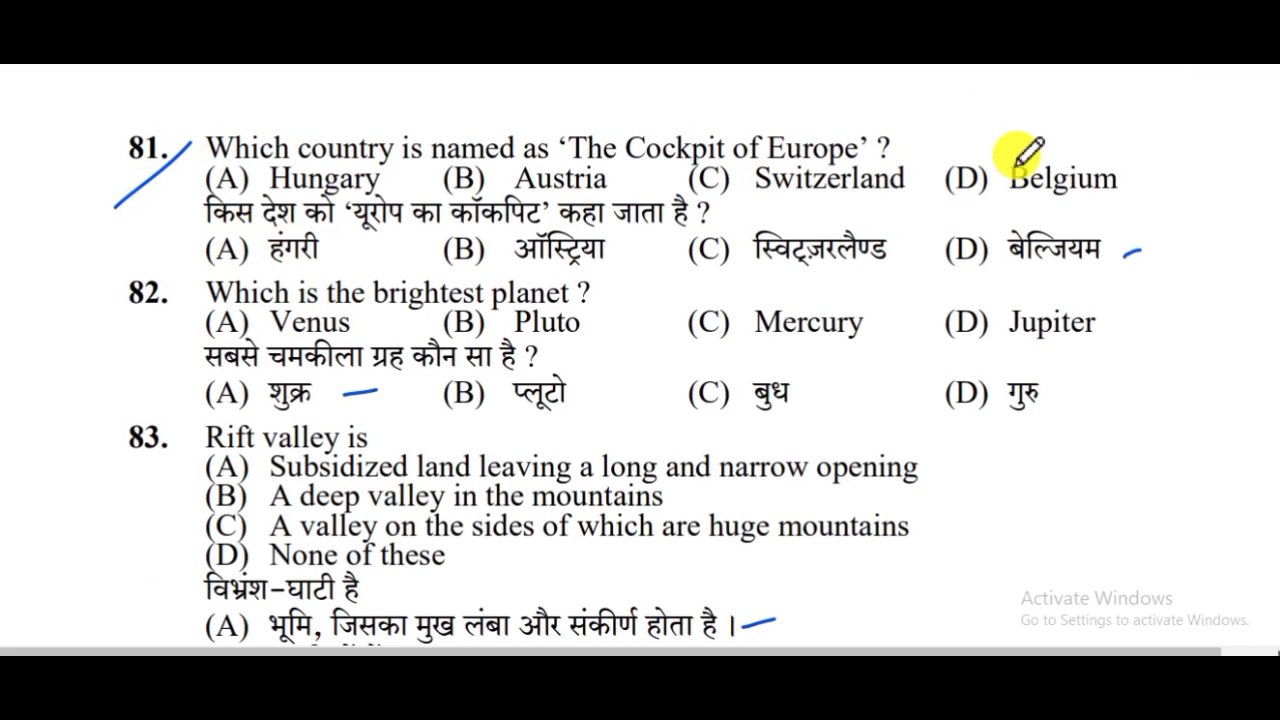 81. Which country is named as ‘The Cockpit of Europe’ ?
(A) Hungary (B) Austria (C) Switzerland (D) Belgium
किस देश को ‘यूरोप का कॉकपिट’ कहा जाता है ?
(A) हंगरी (B) ऑस्ट्रिया (C) स्विट्ज़रलैण्ड (D) बेल्जियम
82. Which is the brightest planet ?
(A) Venus (B) Pluto (C) Mercury (D) Jupiter
सबसे चमकीला ग्रह कौन सा है ?
(A) शुक्र (B) प्लूटो (C) बुध (D) गुरु
83. Rift valley is
(A) Subsidized land leaving a long and narrow opening
(B) A deep valley in the mountains
(C) A valley on the sides of which are huge mountains
(D) None of these
विभ्रंश-घाटी है
(A) भूमि, जिसका मुख लंबा और संकीर्ण होता है ।
Activate Windows
Go to Settings to activate Windows.